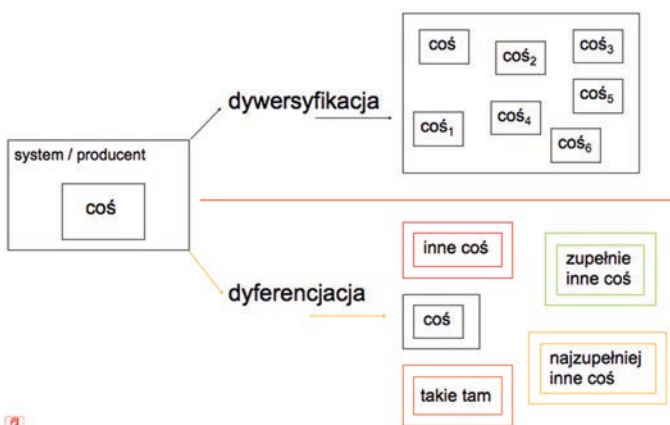 system / producent
coś
dywersyfikacja
coś
coś₂
coś₃
coś₁
coś₄
coś₅
coś₆
dyferencjacja
inne coś
zupełnie
inne coś
coś
najzupełniej
inne coś
takie tam